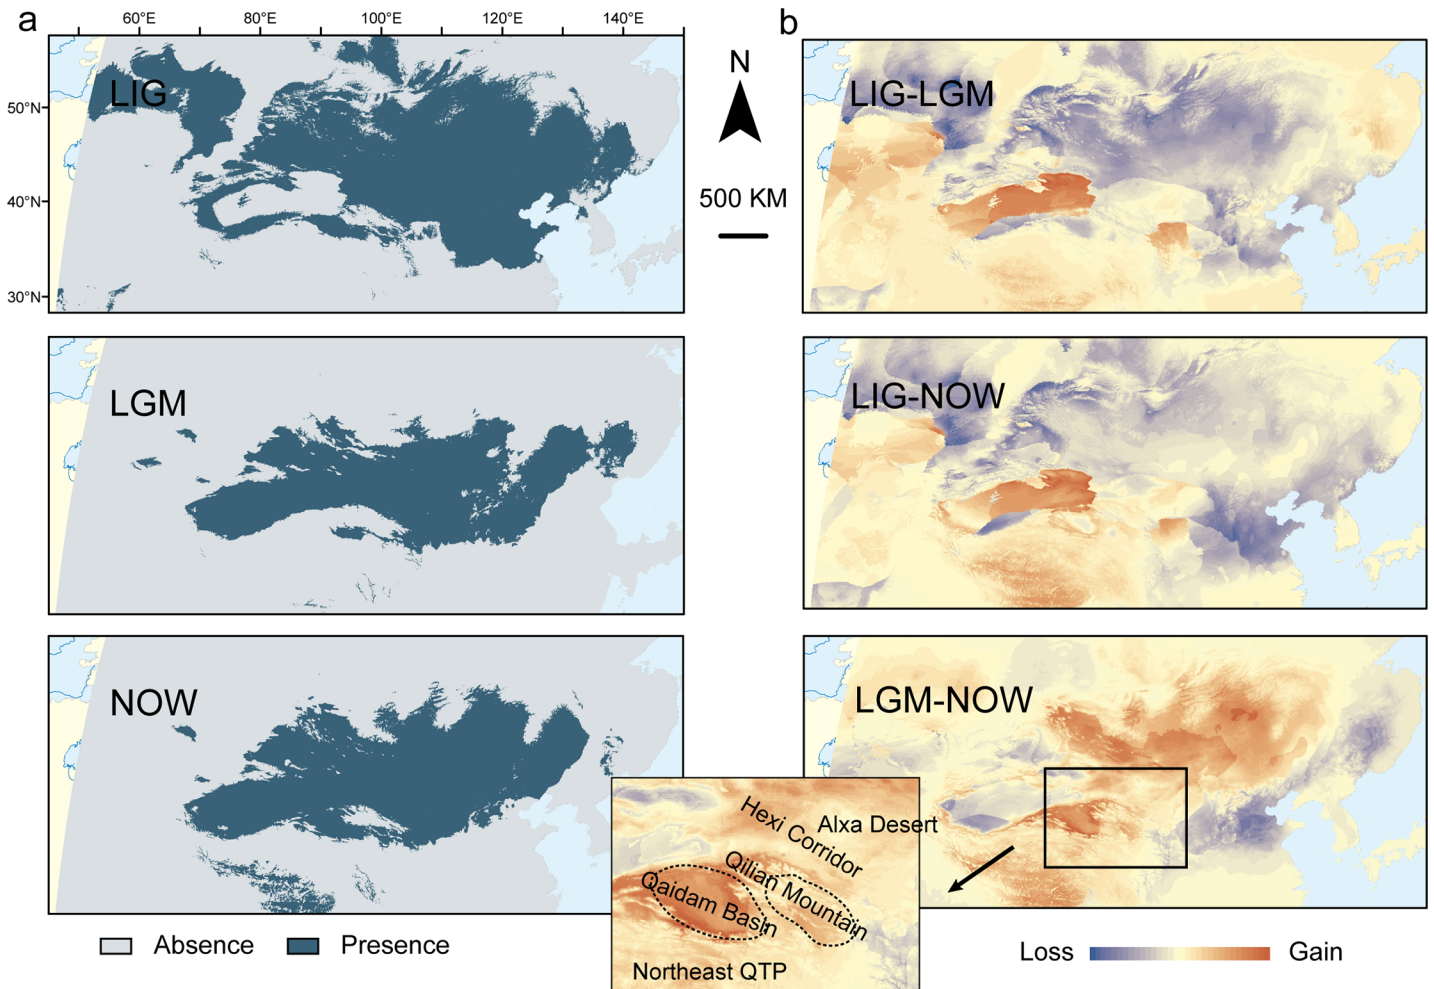 a
60°E 80°E 100°E 120°E 140°E
50°N
40°N
30°N
LIG
LGM
NOW
Absence Presence
N
500 KM
b
LIG-LGM
LIG-NOW
LGM-NOW
Hexi Corridor
Alxa Desert
Qilian Mountain
Qaidam Basin
Northeast QTP
Loss Gain